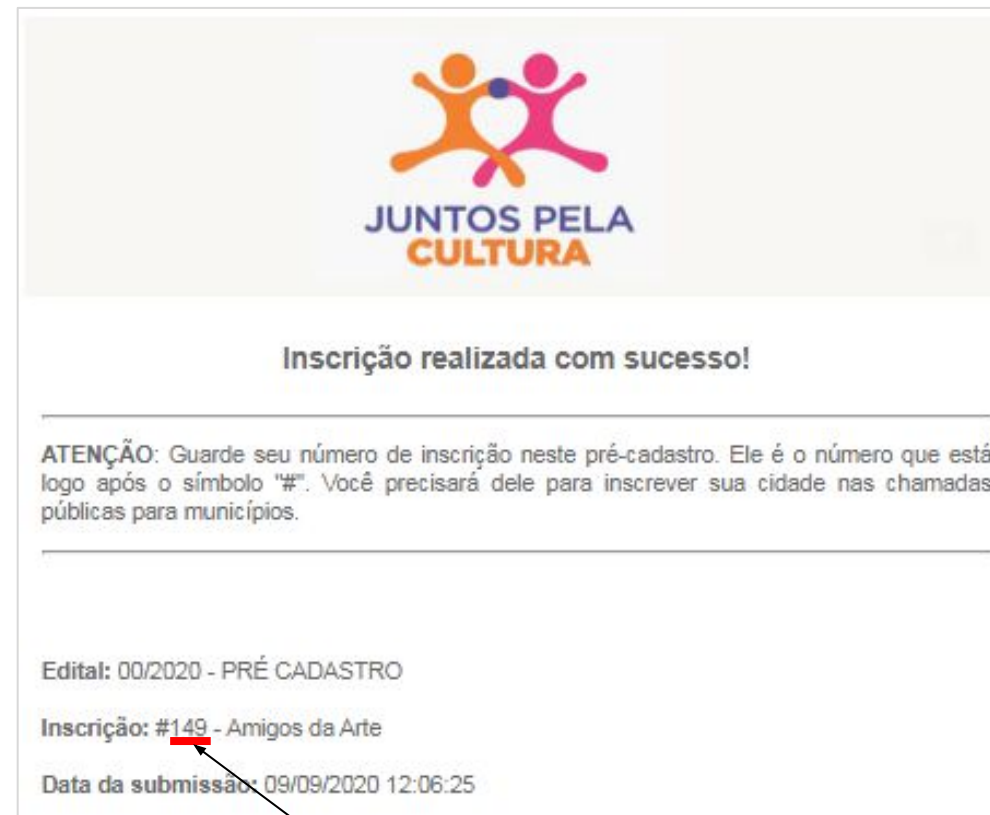 JUNTOS PELA
CULTURA
Inscrição realizada com sucesso!
ATENÇÃO: Guarde seu número de inscrição neste pré-cadastro. Ele é o número que está
logo após o símbolo "#". Você precisará dele para inscrever sua cidade nas chamadas
públicas para municípios.
Edital: 00/2020 - PRÉ CADASTRO
Inscrição: #149 - Amigos da Arte
Data da submissão: 09/09/2020 12:06:25